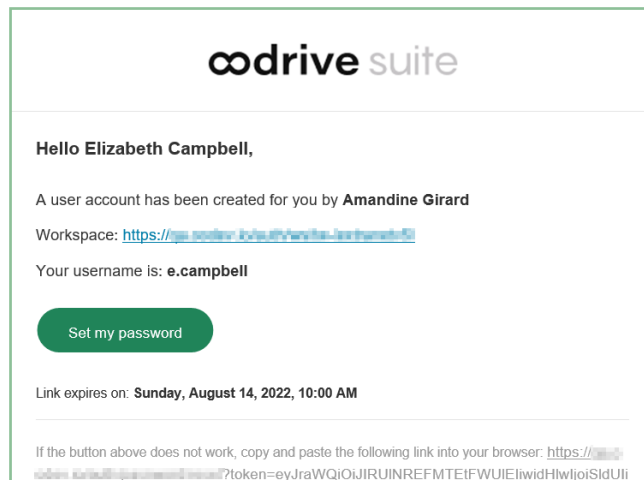 oodrive suite
Hello Elizabeth Campbell,
A user account has been created for you by Amandine Girard
Workspace: https://
Your username is: e.campbell
Set my password
Link expires on: Sunday, August 14, 2022, 10:00 AM
If the button above does not work, copy and paste the following link into your browser: https://